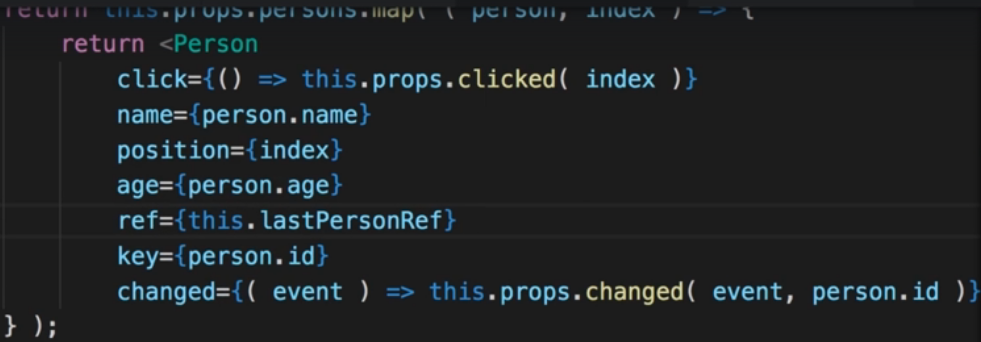 return this.props.persons.map( ( person, index ) => {
return <Person
click={() => this.props.clicked( index )}
name={person.name}
position={index}
age={person.age}
ref={this.lastPersonRef}
key={person.id}
changed={( event ) => this.props.changed( event, person.id )}
} );